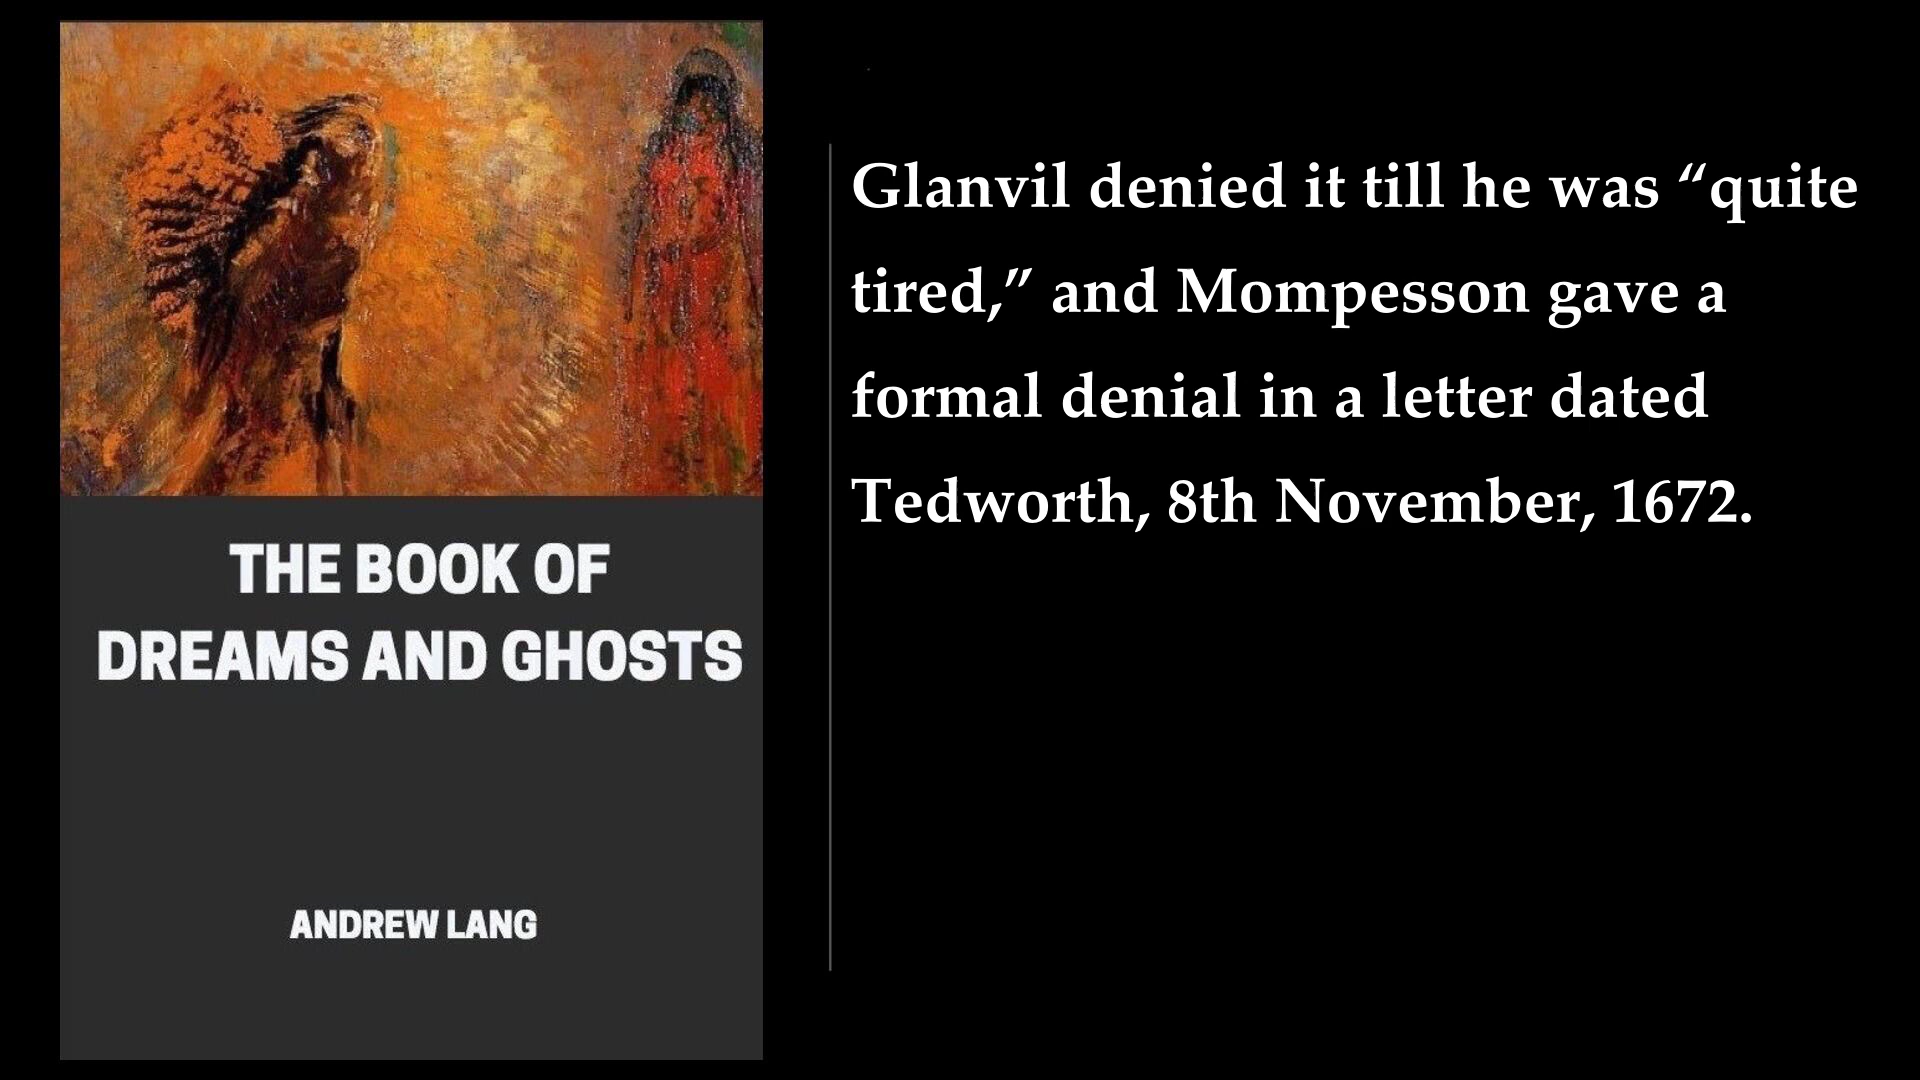 THE BOOK OF
DREAMS AND GHOSTS
ANDREW LANG
Glanvil denied it till he was “quite
tired,” and Mompesson gave a
formal denial in a letter dated
Tedworth, 8th November, 1672.